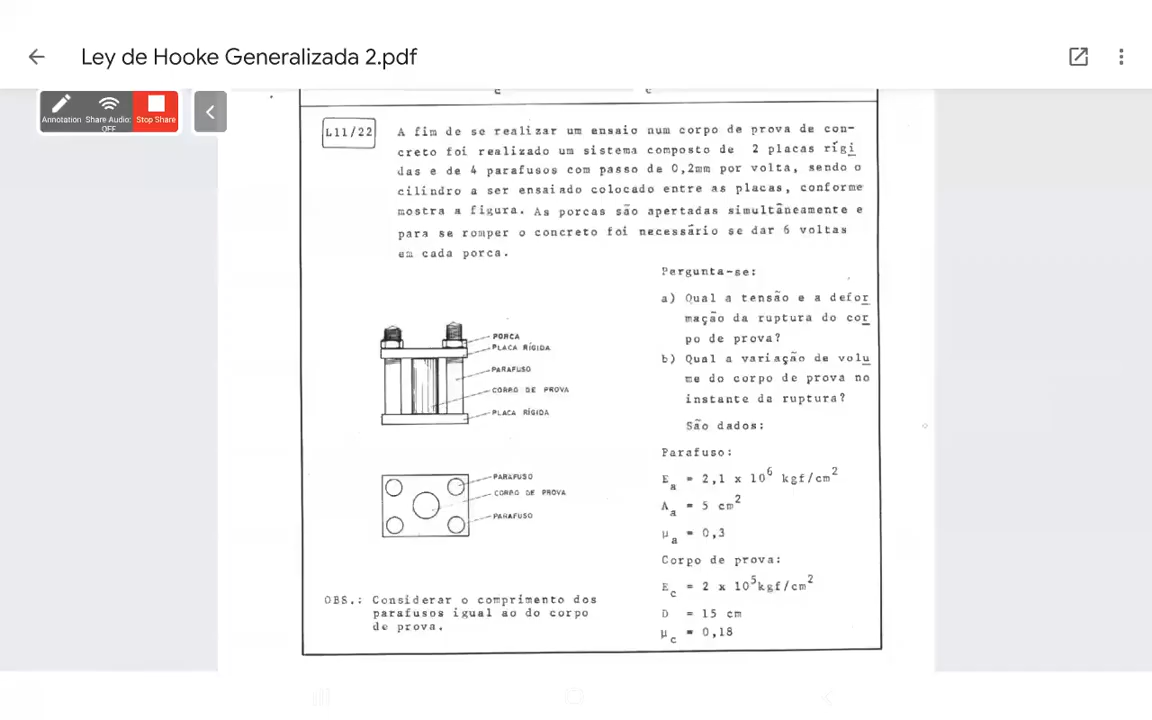 Ley de Hooke Generalizada 2.pdf
Annotation
Share Audio: OFF
Stop Share
L11/22
A fim de se realizar um ensaio num corpo de prova de con-
creto foi realizado um sistema composto de 2 placas rígi
das e de 4 parafusos com passo de 0,2mm por volta, sendo o
cilindro a ser ensaiado colocado entre as placas, conforme
mostra a figura. As porcas são apertadas simultâneamente e
para se romper o concreto foi necessário se dar 6 voltas
em cada porca.
Pergunta-se:
a) Qual a tensão e a defor
mação da ruptura do cor
po de prova?
b) Qual a variação de volu
me do corpo de prova no
instante da ruptura?
São dados:
Parafuso:
E_a = 2,1 x 10^6 kgf/cm^2
A_a = 5 cm^2
μ_a = 0,3
Corpo de prova:
E_c = 2 x 10^5 kgf/cm^2
D = 15 cm
μ_c = 0,18
PORCA
PLACA RÍGIDA
PARAFUSO
CORPO DE PROVA
PLACA RÍGIDA
PARAFUSO
CORPO DE PROVA
PARAFUSO
OBS.: Considerar o comprimento dos
parafusos igual ao do corpo
de prova.